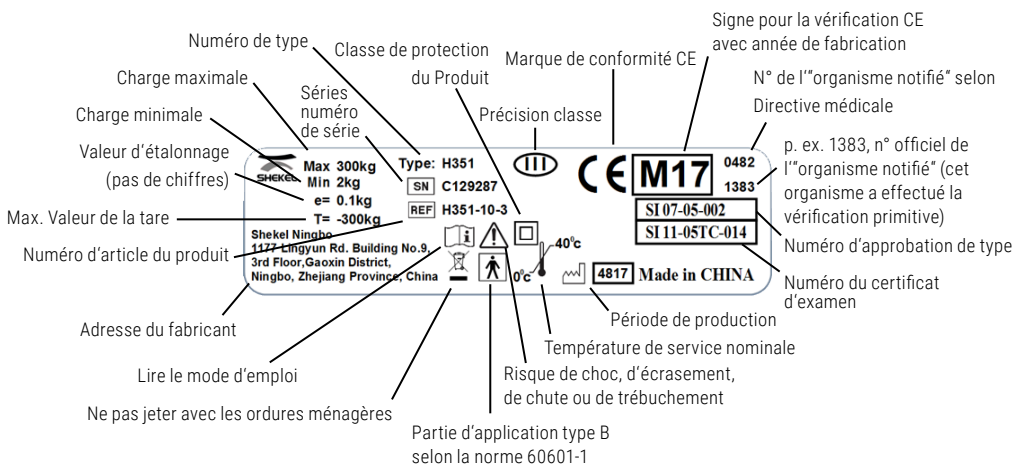 Numéro de type
Classe de protection
du Produit
Marque de conformité CE
Signe pour la vérification CE
avec année de fabrication
Charge maximale
Séries
numéro
de série
Précision classe
N° de l'"organisme notifié" selon
Directive médicale
Charge minimale
Valeur d'étalonnage
(pas de chiffres)
p. ex. 1383, n° officiel de
l'"organisme notifié" (cet
organisme a effectué la
vérification primitive)
Max. Valeur de la tare
Numéro d'article du produit
Numéro d'approbation de type
Numéro du certificat
d'examen
SHEKEL
Max 300kg
Min 2kg
e= 0.1kg
T= -300kg
Type: H351
SN C129287
REF H351-10-3
III
CE M17
0482
1383
SI 07-05-002
SI 11-05TC-014
Shekel Ningbo
1177 Lingyun Rd. Building No.9,
3rd Floor,Gaoxin District,
Ningbo, Zhejiang Province, China
i
40°c
0°c
4817 Made in CHINA
Adresse du fabricant
Période de production
Température de service nominale
Lire le mode d'emploi
Risque de choc, d'écrasement,
de chute ou de trébuchement
Ne pas jeter avec les ordures ménagères
Partie d'application type B
selon la norme 60601-1